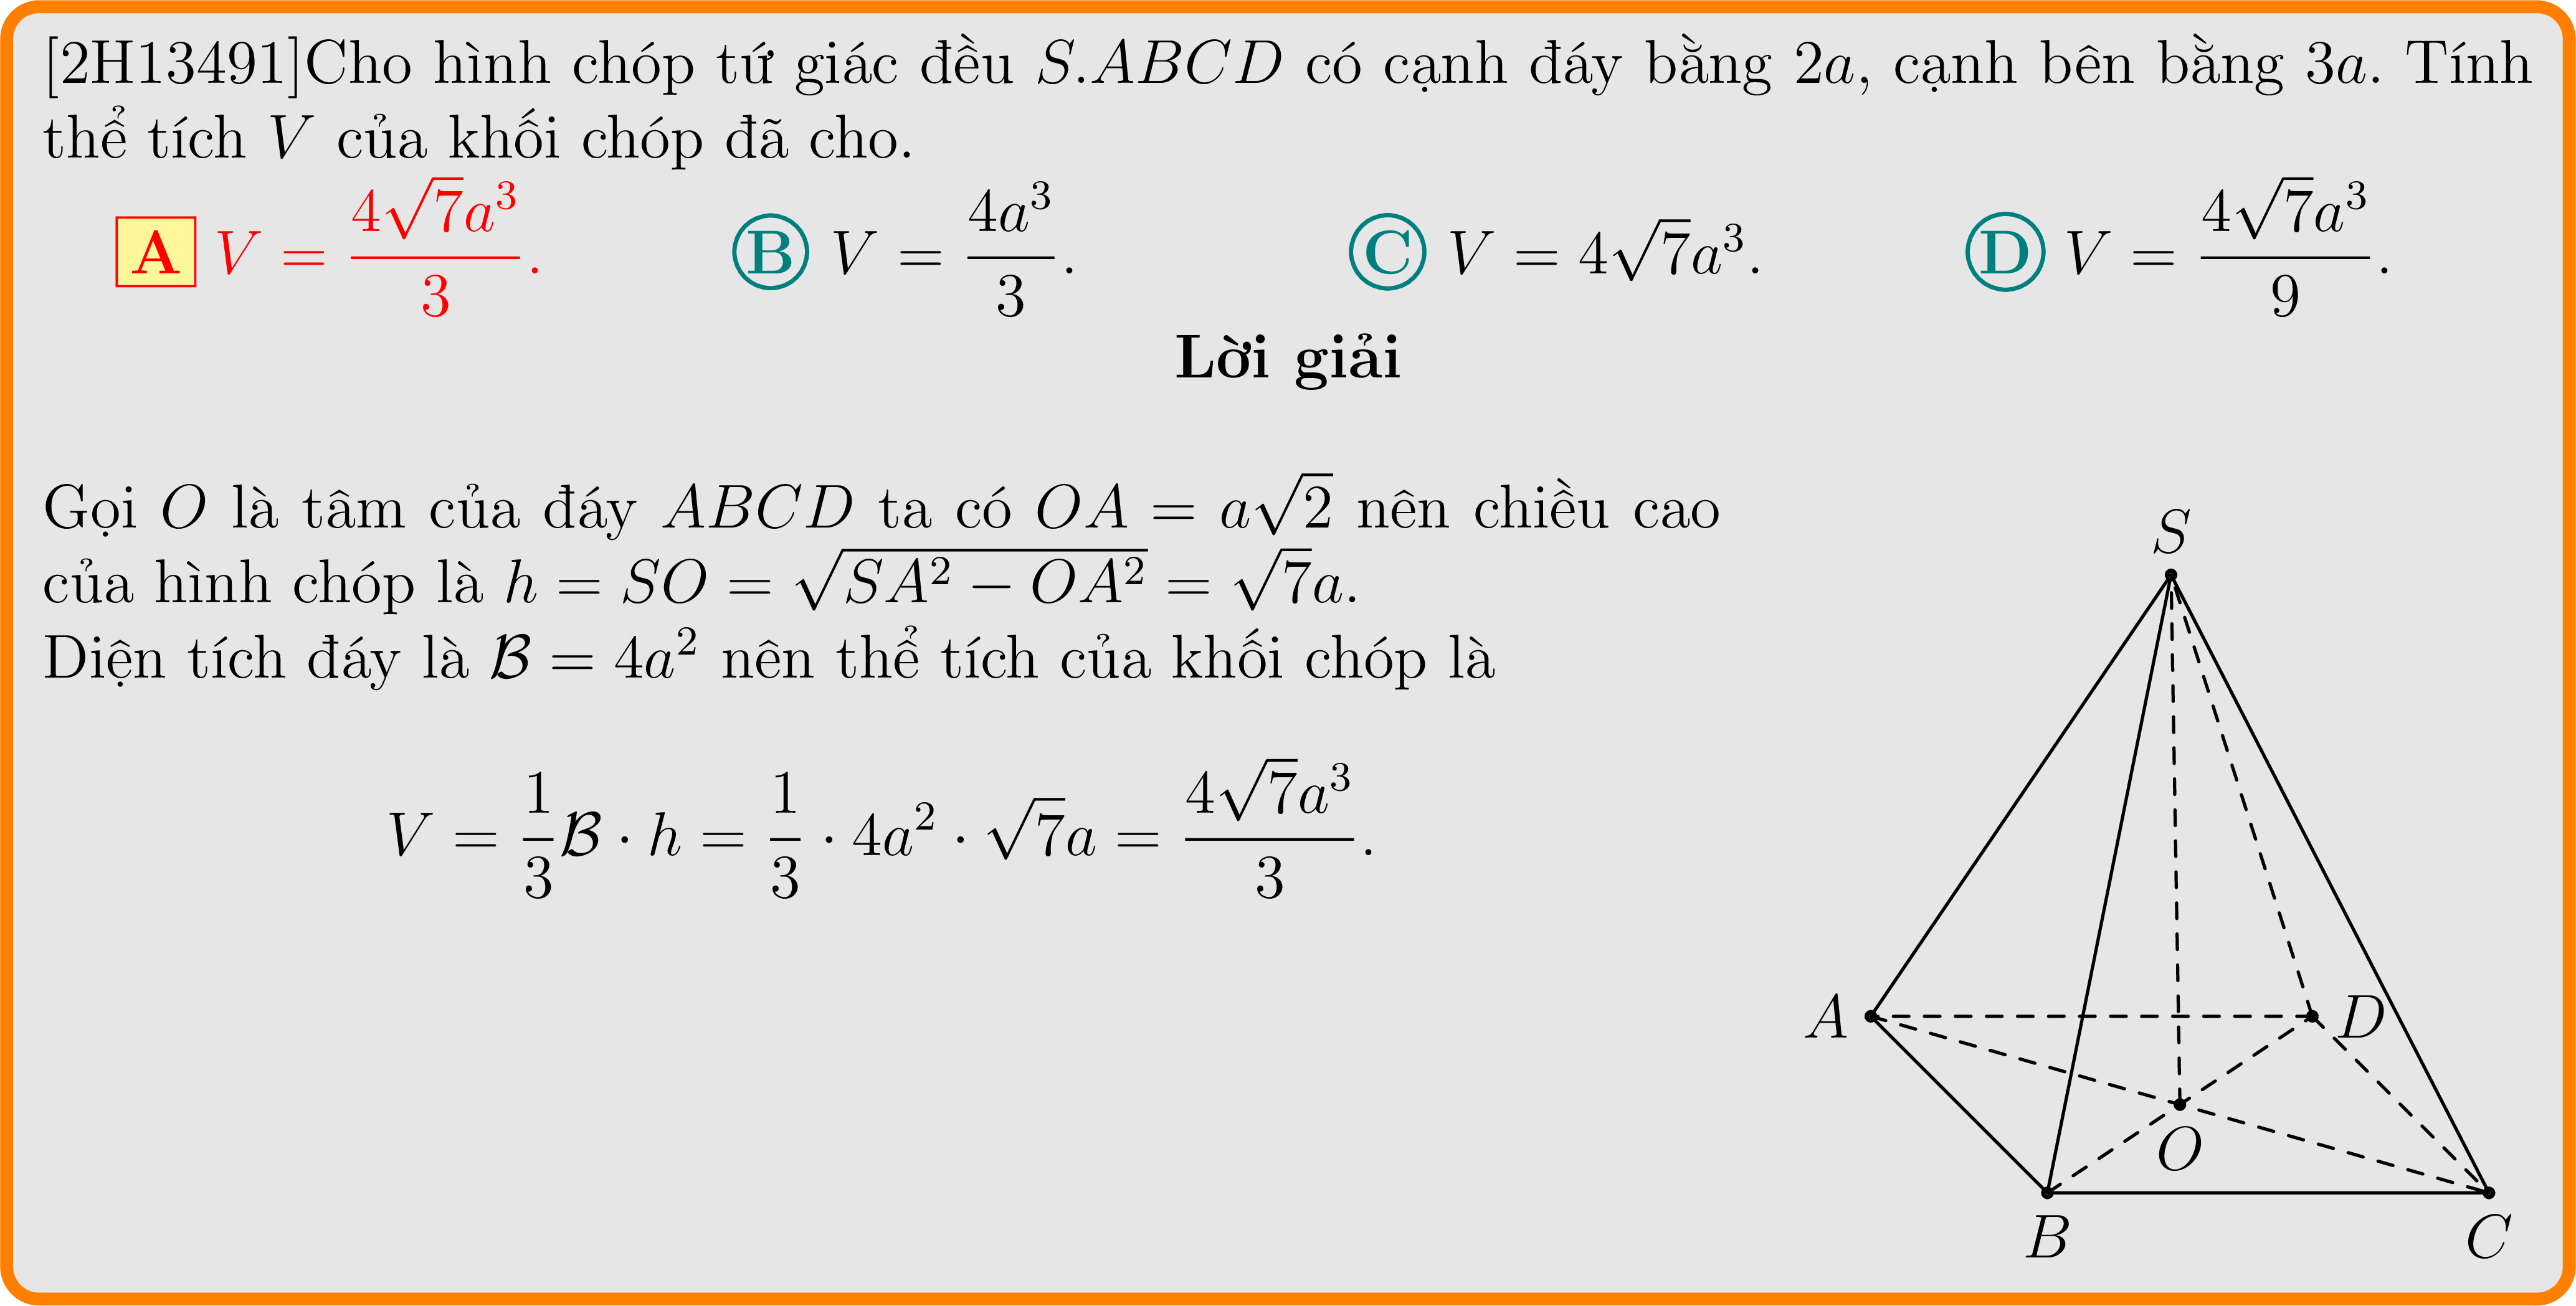 [2H13491]Cho hình chóp tứ giác đều S.ABCD có cạnh đáy bằng 2a, cạnh bên bằng 3a. Tính
thể tích V của khối chóp đã cho.
A V = \frac{4\sqrt{7}a^3}{3}. B V = \frac{4a^3}{3}. C V = 4\sqrt{7}a^3. D V = \frac{4\sqrt{7}a^3}{9}.
Lời giải
Gọi O là tâm của đáy ABCD ta có OA = a\sqrt{2} nên chiều cao
của hình chóp là h = SO = \sqrt{SA^2 − OA^2} = \sqrt{7}a.
Diện tích đáy là \mathcal{B} = 4a^2 nên thể tích của khối chóp là
V = \frac{1}{3}\mathcal{B} · h = \frac{1}{3} · 4a^2 · \sqrt{7}a = \frac{4\sqrt{7}a^3}{3}.
S
A
D
O
B
C